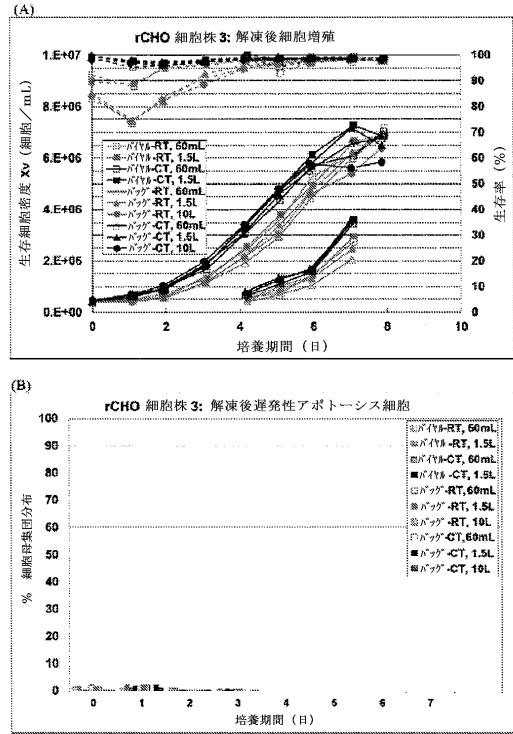 (A)
rCHO 細胞株 3: 解凍後細胞増殖
生存細胞密度 xv (細胞／mL)
1.E+07
8.E+06
6.E+06
4.E+06
2.E+06
0.E+00
ﾊﾞｲｱﾙ-RT, 60mL
ﾊﾞｲｱﾙ-RT, 1.5L
ﾊﾞｲｱﾙ-CT, 60mL
ﾊﾞｲｱﾙ-CT, 1.5L
ﾊﾞｯｸﾞ-RT, 60mL
ﾊﾞｯｸﾞ-RT, 1.5L
ﾊﾞｯｸﾞ-RT, 10L
ﾊﾞｯｸﾞ-CT, 60mL
ﾊﾞｯｸﾞ-CT, 1.5L
ﾊﾞｯｸﾞ-CT, 10L
100
90
80
70
60
50
40
30
20
10
0
生存率 (%)
0 2 4 6 8 10
培養期間 (日)
(B)
rCHO 細胞株 3: 解凍後遅発性アポトーシス細胞
% 細胞母集団分布
100
90
80
70
60
50
40
30
20
10
0
ﾊﾞｲｱﾙ-RT, 60mL
ﾊﾞｲｱﾙ-RT, 1.5L
ﾊﾞｲｱﾙ-CT, 60mL
ﾊﾞｲｱﾙ-CT, 1.5L
ﾊﾞｯｸﾞ-RT, 60mL
ﾊﾞｯｸﾞ-RT, 1.5L
ﾊﾞｯｸﾞ-RT, 10L
ﾊﾞｯｸﾞ-CT, 60mL
ﾊﾞｯｸﾞ-CT, 1.5L
ﾊﾞｯｸﾞ-CT, 10L
0 1 2 3 4 5 6 7
培養期間 (日)